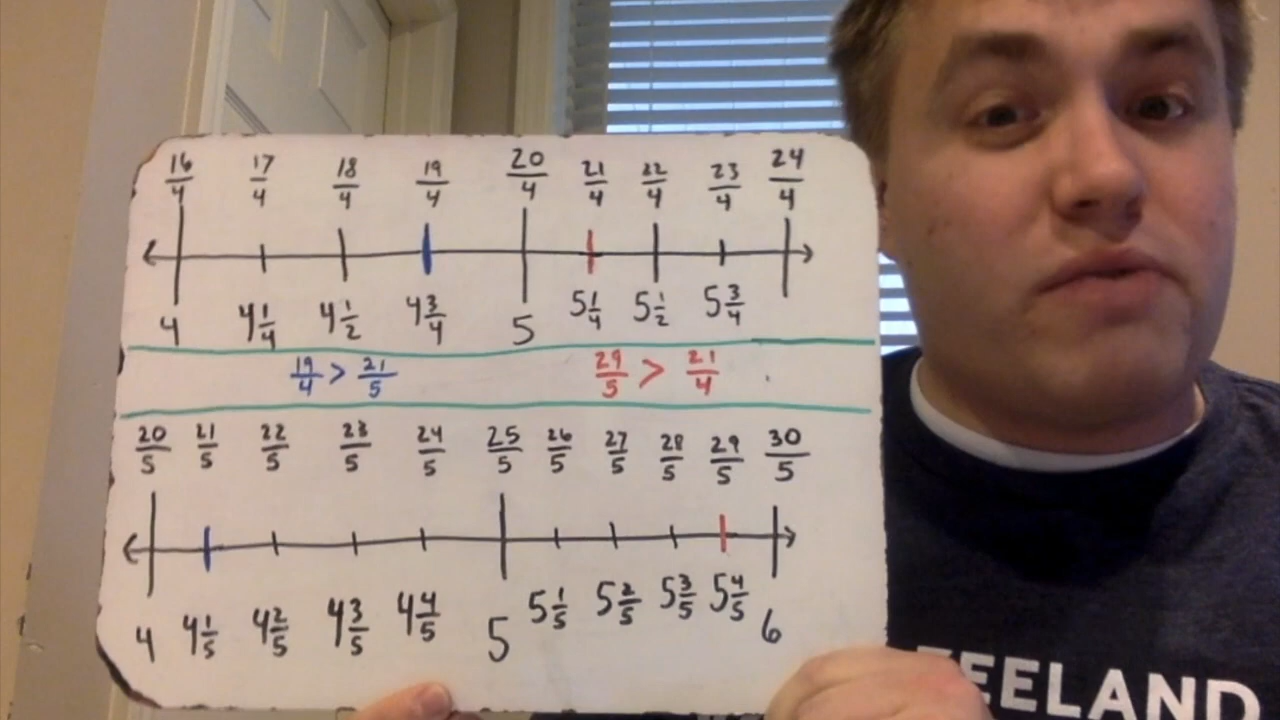 16/4 17/4 18/4 19/4 20/4 21/4 22/4 23/4 24/4
4 4 1/4 4 1/2 4 3/4 5 5 1/4 5 1/2 5 3/4
19/4 > 21/5 29/5 > 21/4
20/5 21/5 22/5 23/5 24/5 25/5 26/5 27/5 28/5 29/5 30/5
4 4 1/5 4 2/5 4 3/5 4 4/5 5 5 1/5 5 2/5 5 3/5 5 4/5 6
EELAND